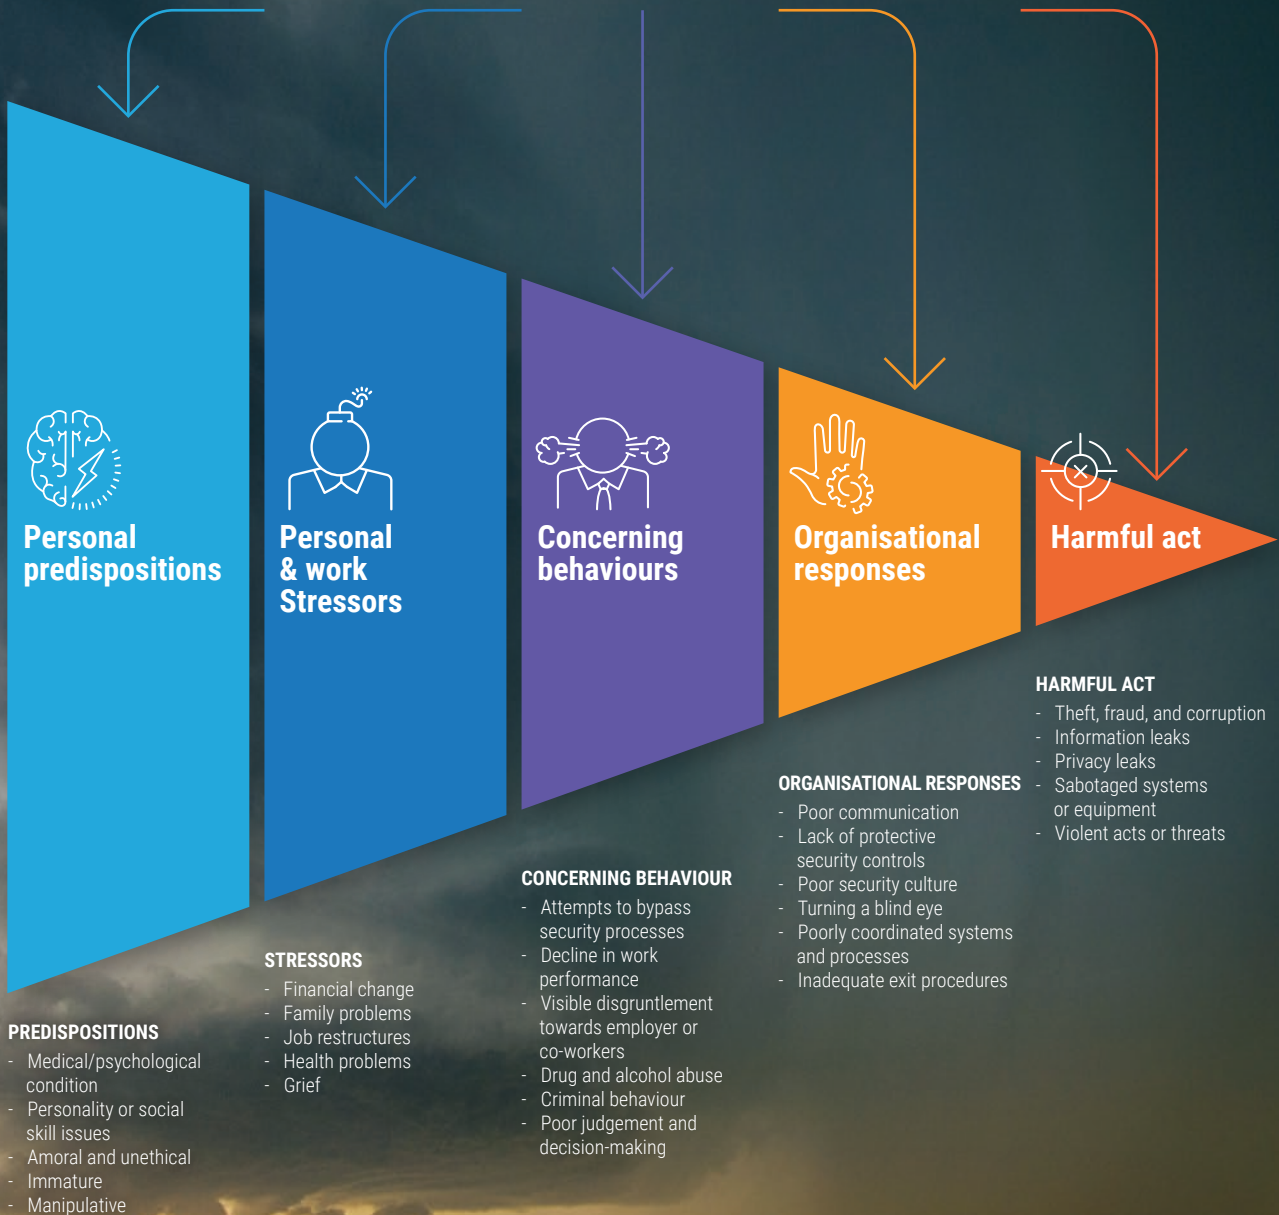 Personal
predispositions
Personal
& work
Stressors
Concerning
behaviours
Organisational
responses
Harmful act
PREDISPOSITIONS
- Medical/psychological
condition
- Personality or social
skill issues
- Amoral and unethical
- Immature
- Manipulative
STRESSORS
- Financial change
- Family problems
- Job restructures
- Health problems
- Grief
CONCERNING BEHAVIOUR
- Attempts to bypass
security processes
- Decline in work
performance
- Visible disgruntlement
towards employer or
co-workers
- Drug and alcohol abuse
- Criminal behaviour
- Poor judgement and
decision-making
ORGANISATIONAL RESPONSES
- Poor communication
- Lack of protective
security controls
- Poor security culture
- Turning a blind eye
- Poorly coordinated systems
and processes
- Inadequate exit procedures
HARMFUL ACT
- Theft, fraud, and corruption
- Information leaks
- Privacy leaks
- Sabotaged systems
or equipment
- Violent acts or threats